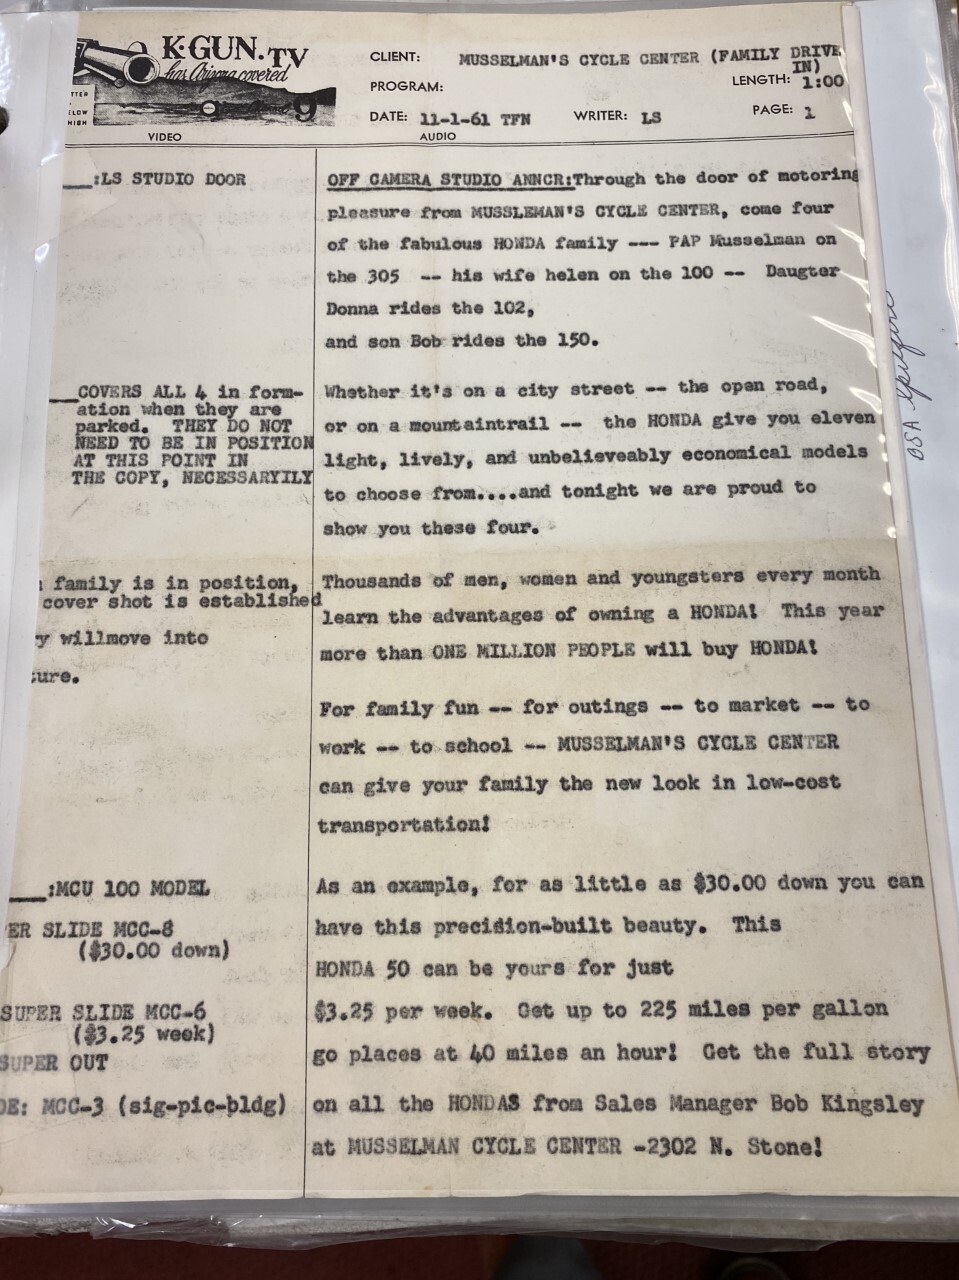 K-GUN.TV
has Arizona covered
9
CLIENT: MUSSELMAN'S CYCLE CENTER (FAMILY DRIVE IN)
PROGRAM: LENGTH: 1:00
DATE: 11-1-61 TFN WRITER: LS PAGE: 1
VIDEO AUDIO
:LS STUDIO DOOR
OFF CAMERA STUDIO ANNCR:Through the door of motoring
pleasure from MUSSLEMAN'S CYCLE CENTER, come four
of the fabulous HONDA family --- PAP Musselman on
the 305 -- his wife helen on the 100 -- Daugter
Donna rides the 102,
and son Bob rides the 150.
COVERS ALL 4 in form-
ation when they are
parked. THEY DO NOT
NEED TO BE IN POSITION
AT THIS POINT IN
THE COPY, NECESSARYILY
Whether it's on a city street -- the open road,
or on a mountaintrail -- the HONDA give you eleven
light, lively, and unbelieveably economical models
to choose from....and tonight we are proud to
show you these four.
family is in position,
cover shot is established
y willmove into
ture.
Thousands of men, women and youngsters every month
learn the advantages of owning a HONDA! This year
more than ONE MILLION PEOPLE will buy HONDA!
For family fun -- for outings -- to market -- to
work -- to school -- MUSSELMAN'S CYCLE CENTER
can give your family the new look in low-cost
transportation!
:MCU 100 MODEL
ER SLIDE MCC-8
($30.00 down)
SUPER SLIDE MCC-6
($3.25 week)
SUPER OUT
DE: MCC-3 (sig-pic-bldg)
As an example, for as little as $30.00 down you can
have this precision-built beauty. This
HONDA 50 can be yours for just
$3.25 per week. Get up to 225 miles per gallon
go places at 40 miles an hour! Get the full story
on all the HONDAS from Sales Manager Bob Kingsley
at MUSSELMAN CYCLE CENTER -2302 N. Stone!
BSA Spitfire